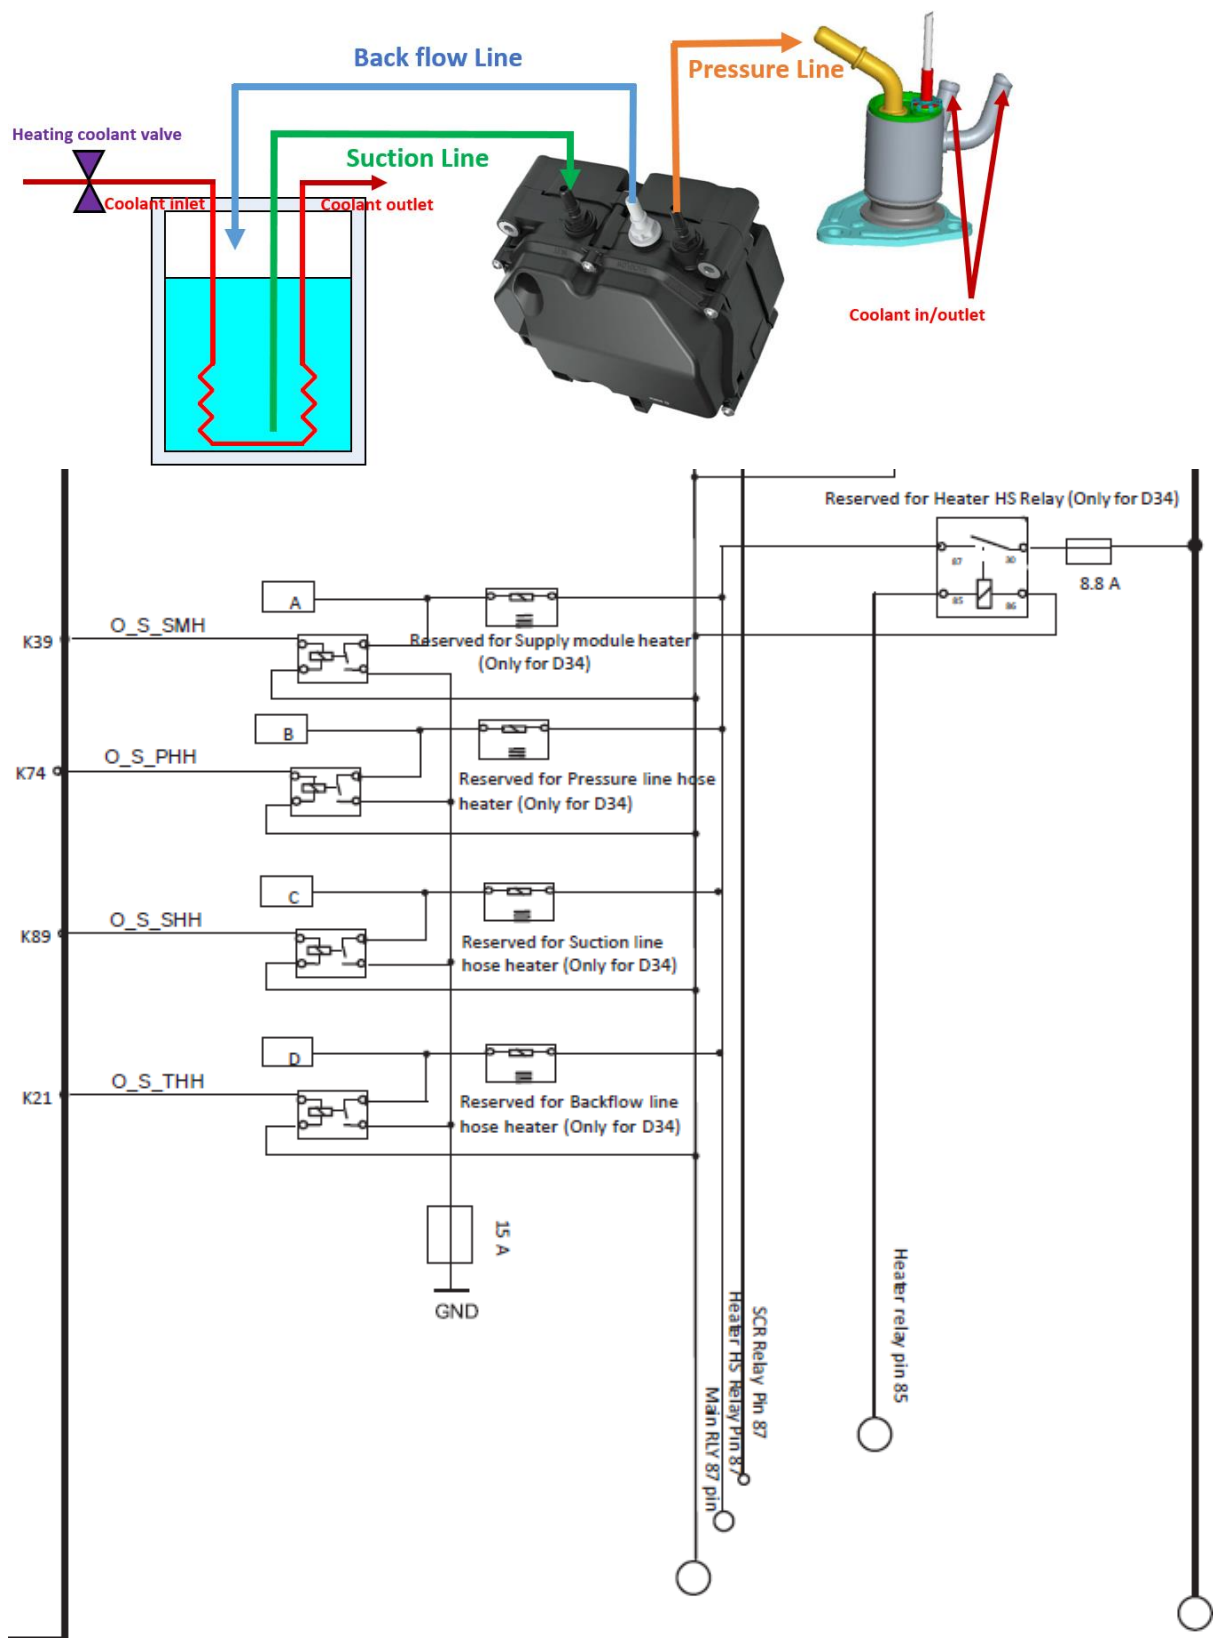 Back flow Line
Pressure Line
Heating coolant valve
Suction Line
Coolant inlet
Coolant outlet
Coolant in/outlet
Reserved for Heater HS Relay (Only for D34)
87
30
85
86
8.8 A
A
O_S_SMH
K39
Reserved for Supply module heater
(Only for D34)
B
O_S_PHH
K74
Reserved for Pressure line hose
heater (Only for D34)
C
O_S_SHH
K89
Reserved for Suction line
hose heater (Only for D34)
D
O_S_THH
K21
Reserved for Backflow line
hose heater (Only for D34)
15 A
GND
Main RLY 87 pin
Heater HS Relay Pin 87
SCR Relay Pin 87
Heater relay pin 85